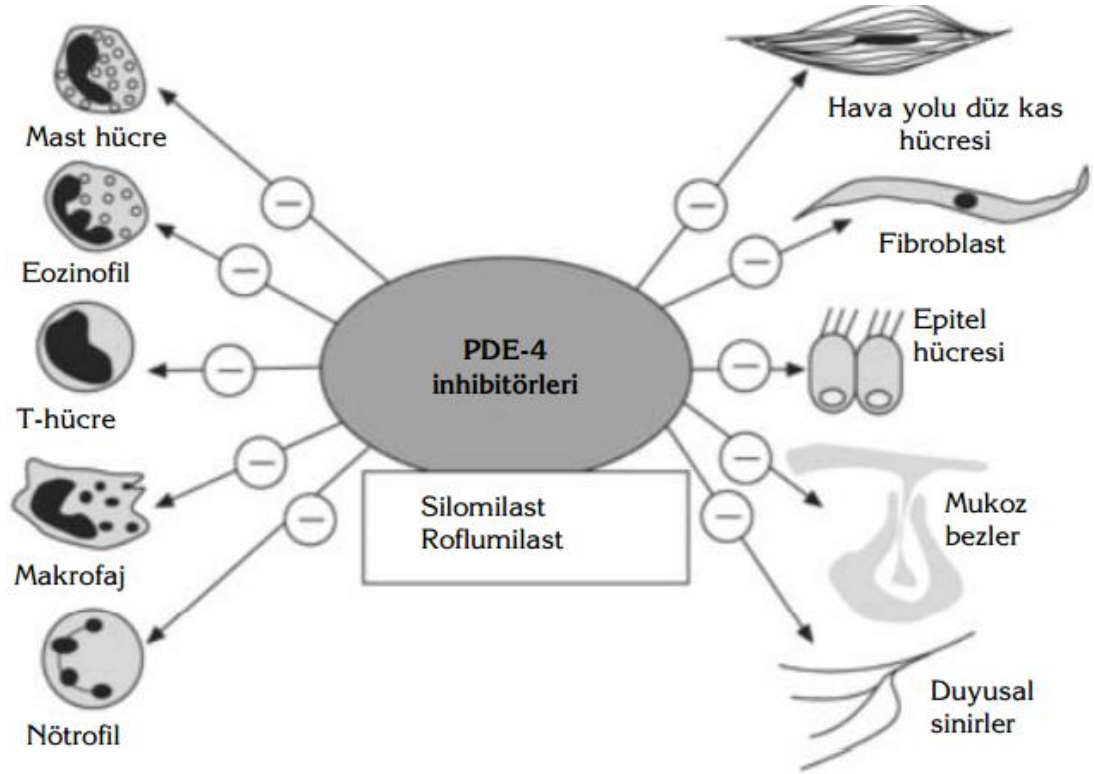 Mast hücre
Eozinofil
T-hücre
Makrofaj
Nötrofil
PDE-4
inhibitörleri
Silomilast
Roflumilast
Hava yolu düz kas
hücresi
Fibroblast
Epitel
hücresi
Mukoz
bezler
Duyusal
sinirler